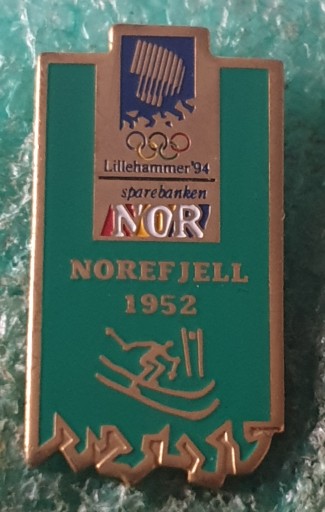 Lillehammer'94
sparebanken
NOR
NOREFJELL
1952